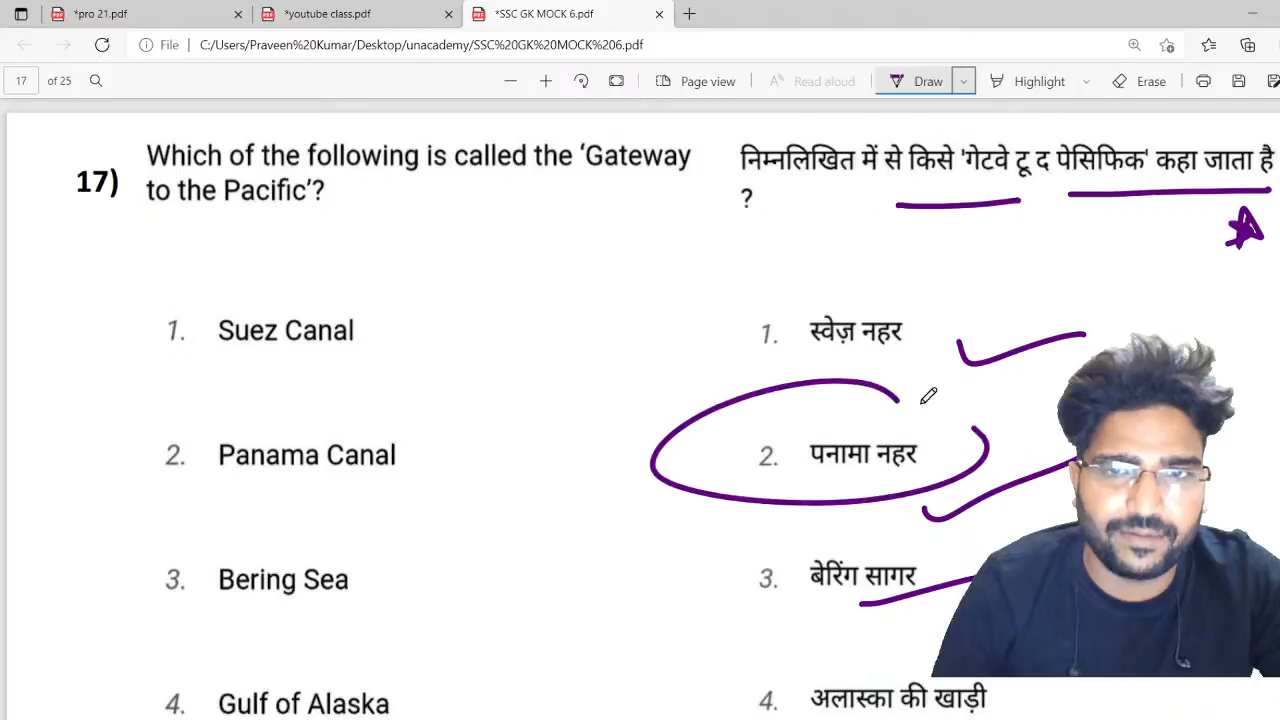 *pro 21.pdf
*youtube class.pdf
*SSC GK MOCK 6.pdf
File
C:/Users/Praveen%20Kumar/Desktop/unacademy/SSC%20GK%20MOCK%206.pdf
17
of 25
Page view
Read aloud
Draw
Highlight
Erase
17)
Which of the following is called the ‘Gateway
to the Pacific’?
निम्नलिखित में से किसे 'गेटवे टू द पेसिफिक' कहा जाता है
?
1. Suez Canal
1. स्वेज़ नहर
2. Panama Canal
2. पनामा नहर
3. Bering Sea
3. बेरिंग सागर
4. Gulf of Alaska
4. अलास्का की खाड़ी